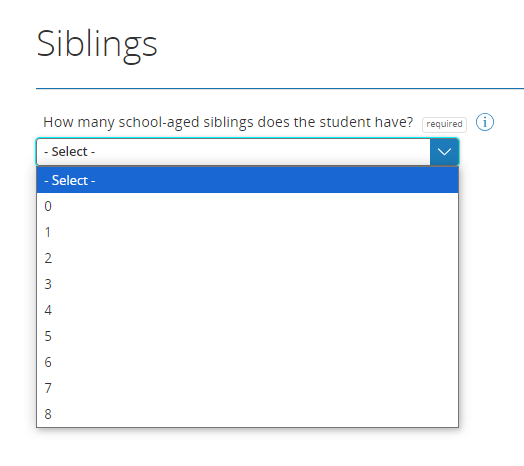 Siblings
How many school-aged siblings does the student have? required i
- Select -
- Select -
0
1
2
3
4
5
6
7
8